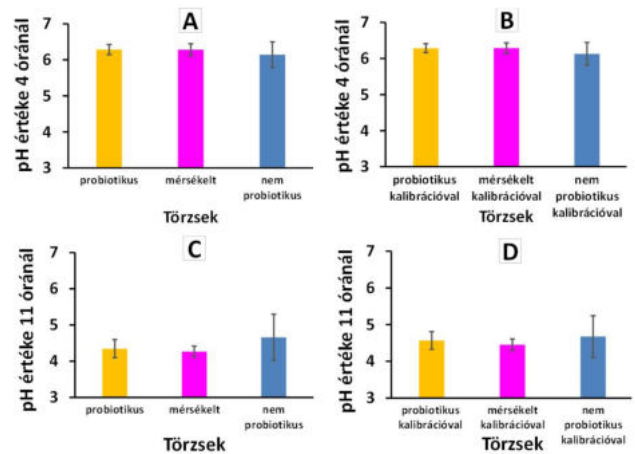 A
pH értéke 4 óránál
7
6
5
4
3
probiotikus
mérsékelt
nem
probiotikus
Törzsek
B
pH értéke 4 óránál
7
6
5
4
3
probiotikus
kalibrációval
mérsékelt
kalibrációval
nem
probiotikus
kalibrációval
Törzsek
C
pH értéke 11 óránál
7
6
5
4
3
probiotikus
mérsékelt
nem
probiotikus
Törzsek
D
pH értéke 11 óránál
7
6
5
4
3
probiotikus
kalibrációval
mérsékelt
kalibrációval
nem
probiotikus
kalibrációval
Törzsek